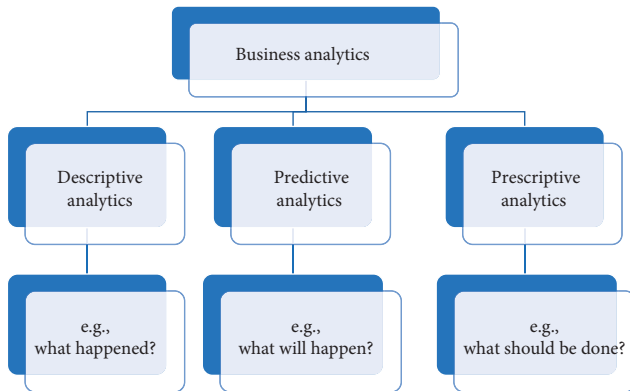 Business analytics
Descriptive
analytics
Predictive
analytics
Prescriptive
analytics
e.g.,
what happened?
e.g.,
what will happen?
e.g.,
what should be done?